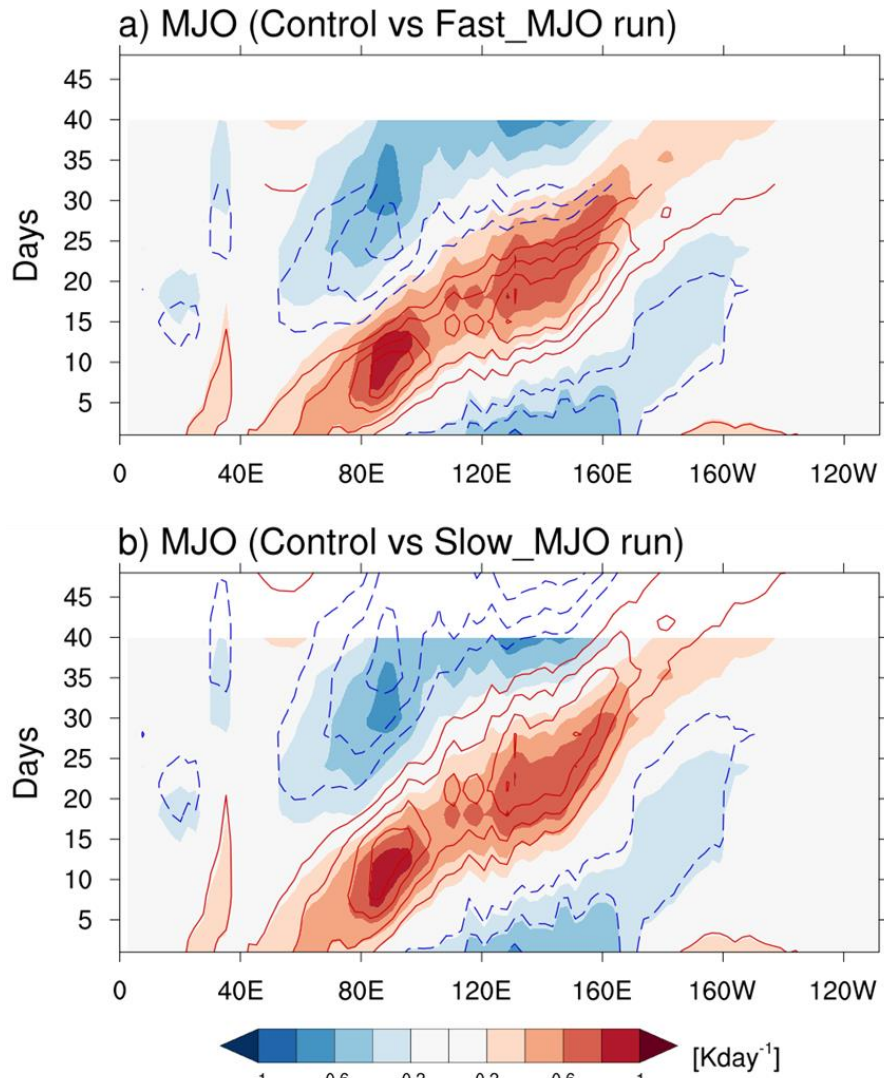 a) MJO (Control vs Fast_MJO run)
45
40
35
30
25
20
15
10
5
Days
0 40E 80E 120E 160E 160W 120W
b) MJO (Control vs Slow_MJO run)
45
40
35
30
25
20
15
10
5
Days
0 40E 80E 120E 160E 160W 120W
[Kday⁻¹]